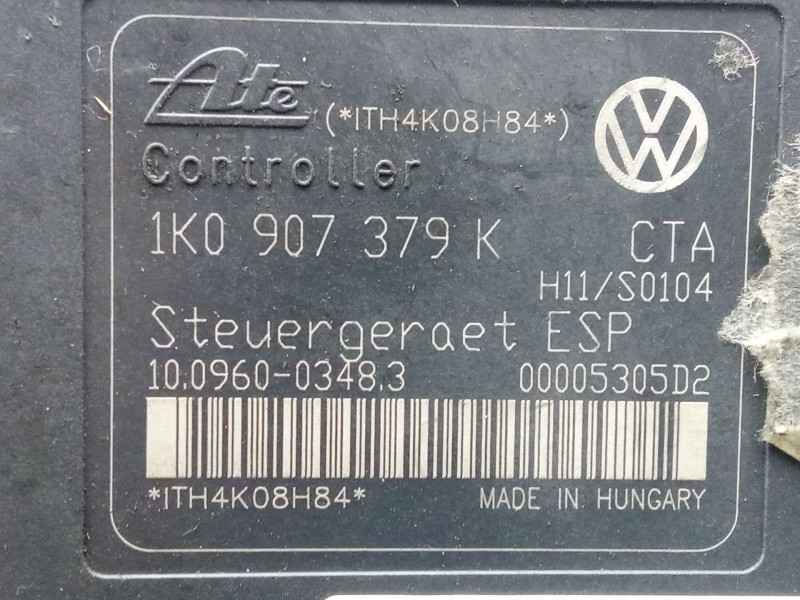 Ate (*ITH4K08H84*)
Controller
1K0 907 379 K CTA
H11/S0104
Steuergeraet ESP
10.0960-0348.3 00005305D2
*ITH4K08H84* MADE IN HUNGARY